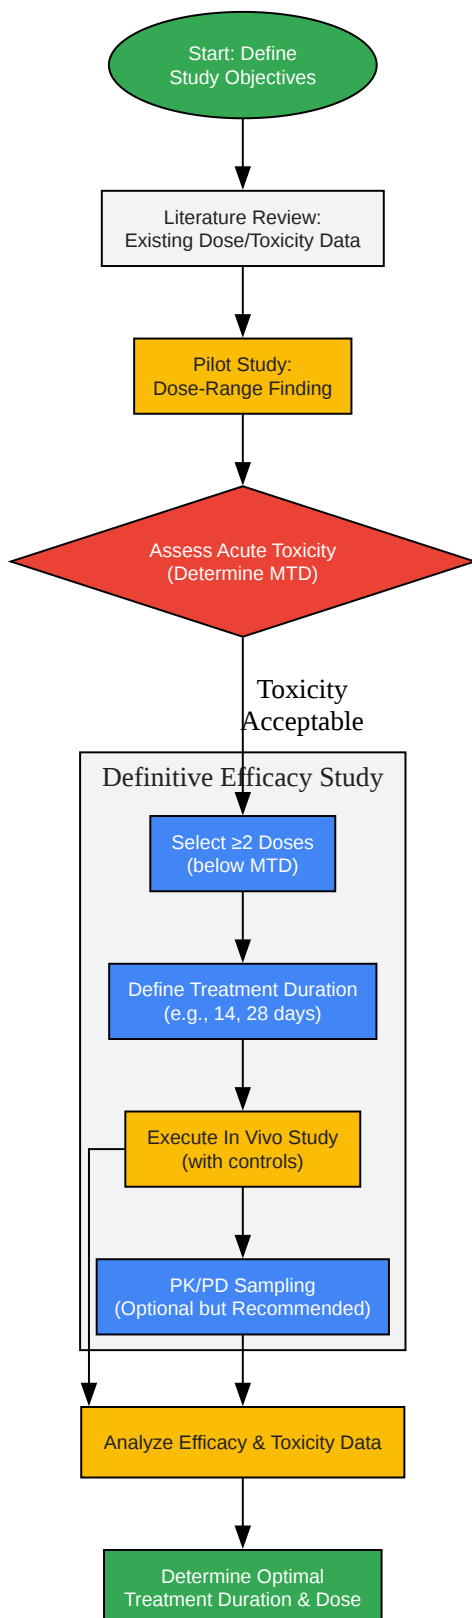 Start: Define
Study Objectives
Literature Review:
Existing Dose/Toxicity Data
Pilot Study:
Dose-Range Finding
Assess Acute Toxicity
(Determine MTD)
Toxicity
Acceptable
Definitive Efficacy Study
Select ≥2 Doses
(below MTD)
Define Treatment Duration
(e.g., 14, 28 days)
Execute In Vivo Study
(with controls)
PK/PD Sampling
(Optional but Recommended)
Analyze Efficacy & Toxicity Data
Determine Optimal
Treatment Duration & Dose